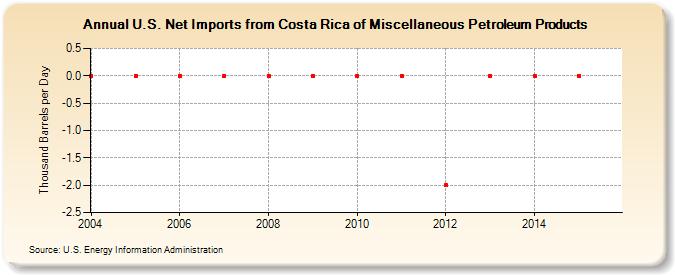 Annual U.S. Net Imports from Costa Rica of Miscellaneous Petroleum Products
Thousand Barrels per Day
0.5
0.0
-0.5
-1.0
-1.5
-2.0
-2.5
2004 2006 2008 2010 2012 2014
Source: U.S. Energy Information Administration